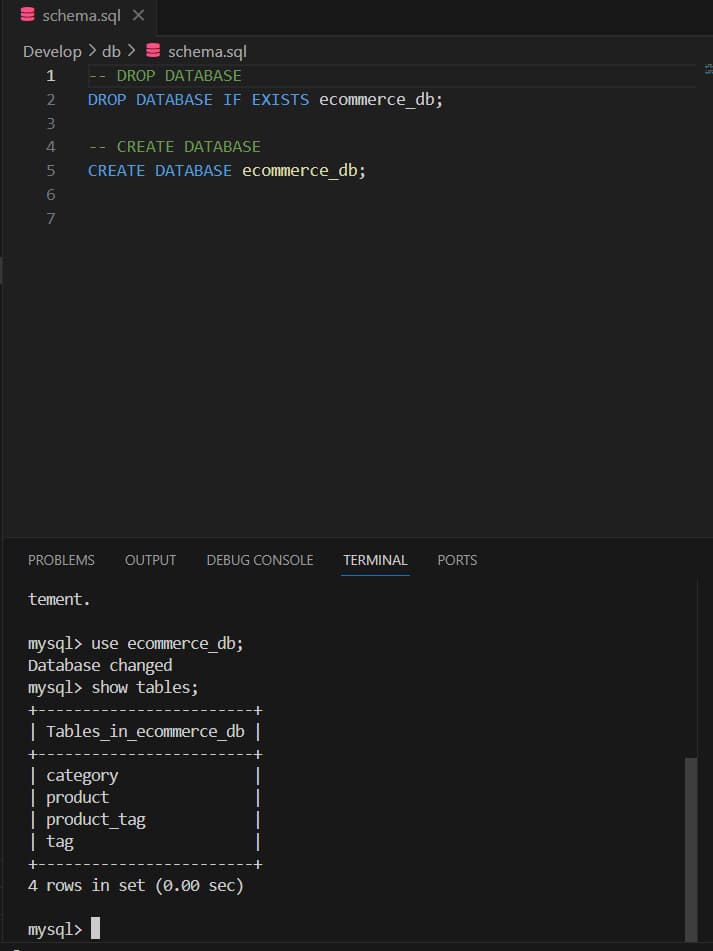 schema.sql
Develop > db > schema.sql
1 -- DROP DATABASE
2 DROP DATABASE IF EXISTS ecommerce_db;
3
4 -- CREATE DATABASE
5 CREATE DATABASE ecommerce_db;
6
7
PROBLEMS OUTPUT DEBUG CONSOLE TERMINAL PORTS
tement.
mysql> use ecommerce_db;
Database changed
mysql> show tables;
+------------------------+
| Tables_in_ecommerce_db |
+------------------------+
| category               |
| product                |
| product_tag            |
| tag                    |
+------------------------+
4 rows in set (0.00 sec)
mysql>